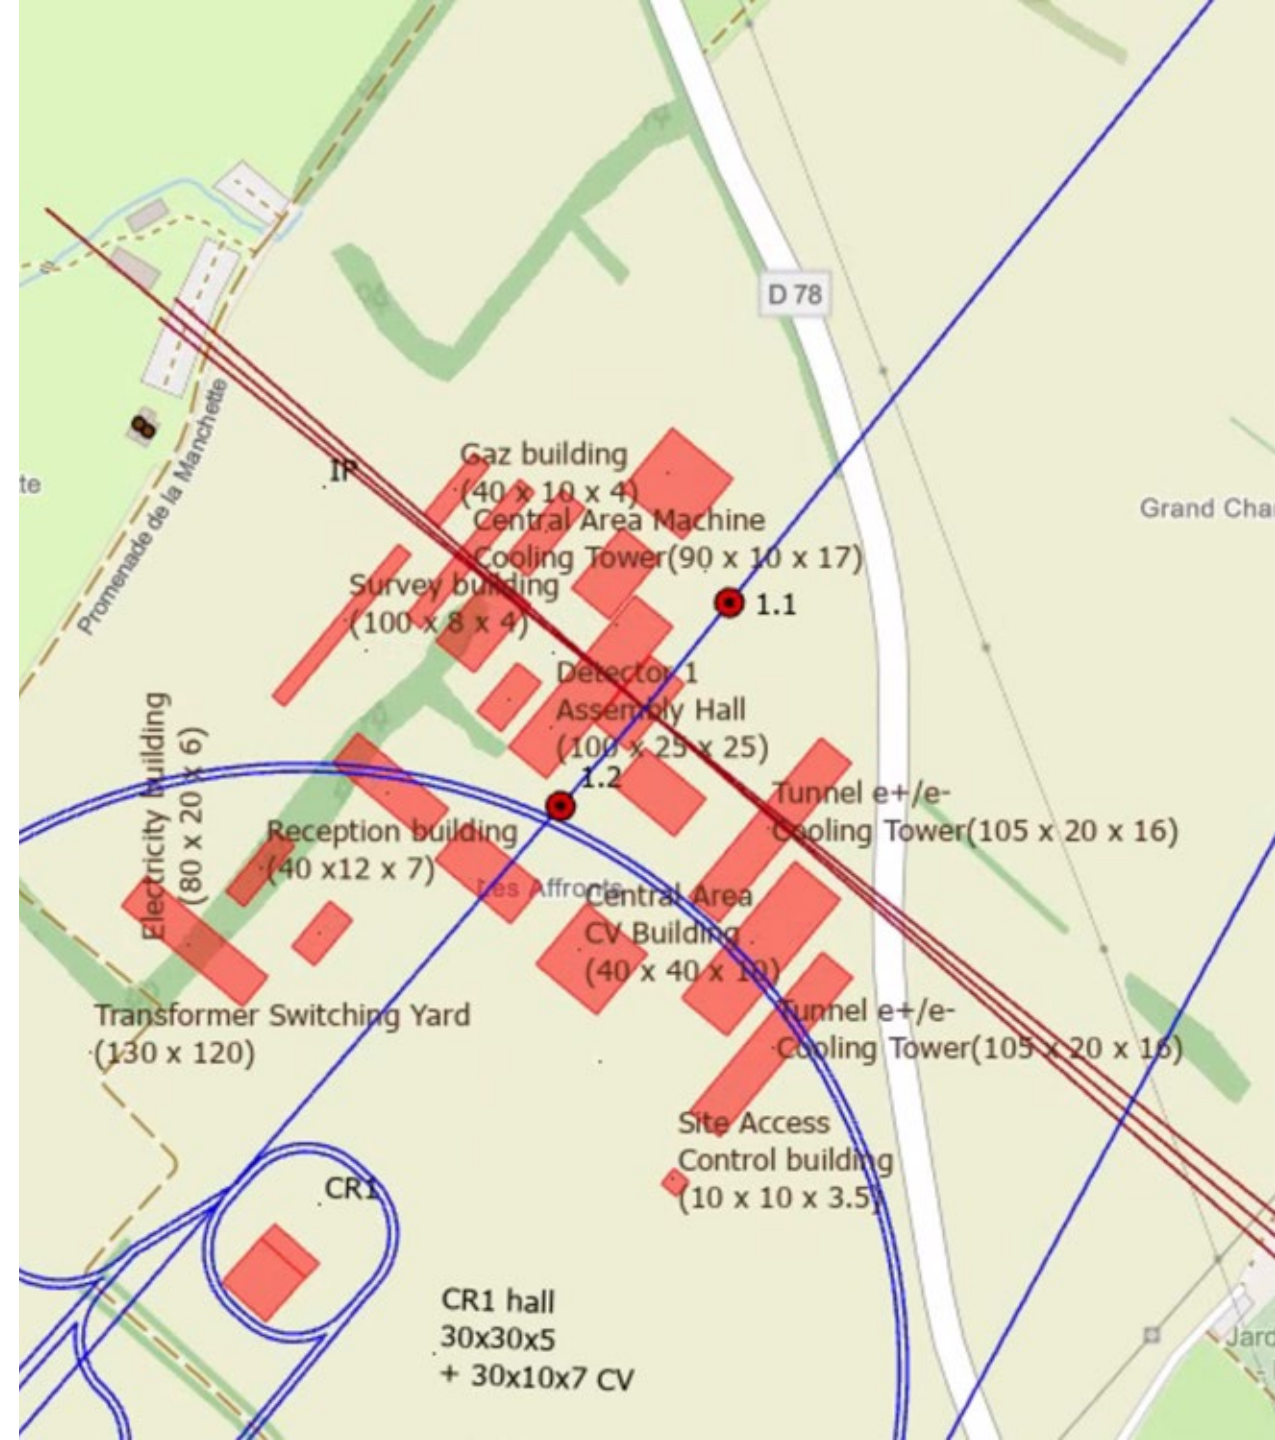 D 78
te
Promenade de la Manchette
IP
Gaz building
(40 x 10 x 4)
Grand Cha
Central Area Machine
Cooling Tower(90 x 10 x 17)
Survey building
(100 x 8 x 4)
1.1
Detector 1
Assembly Hall
(100 x 25 x 25)
1.2
Electricity building
(80 x 20 x 6)
Tunnel e+/e-
Cooling Tower(105 x 20 x 16)
Reception building
(40 x12 x 7)
Les Affronts
Central Area
CV Building
(40 x 40 x 10)
Transformer Switching Yard
(130 x 120)
Tunnel e+/e-
Cooling Tower(105 x 20 x 16)
Site Access
Control building
(10 x 10 x 3.5)
CR1
CR1 hall
30x30x5
+ 30x10x7 CV
Jard